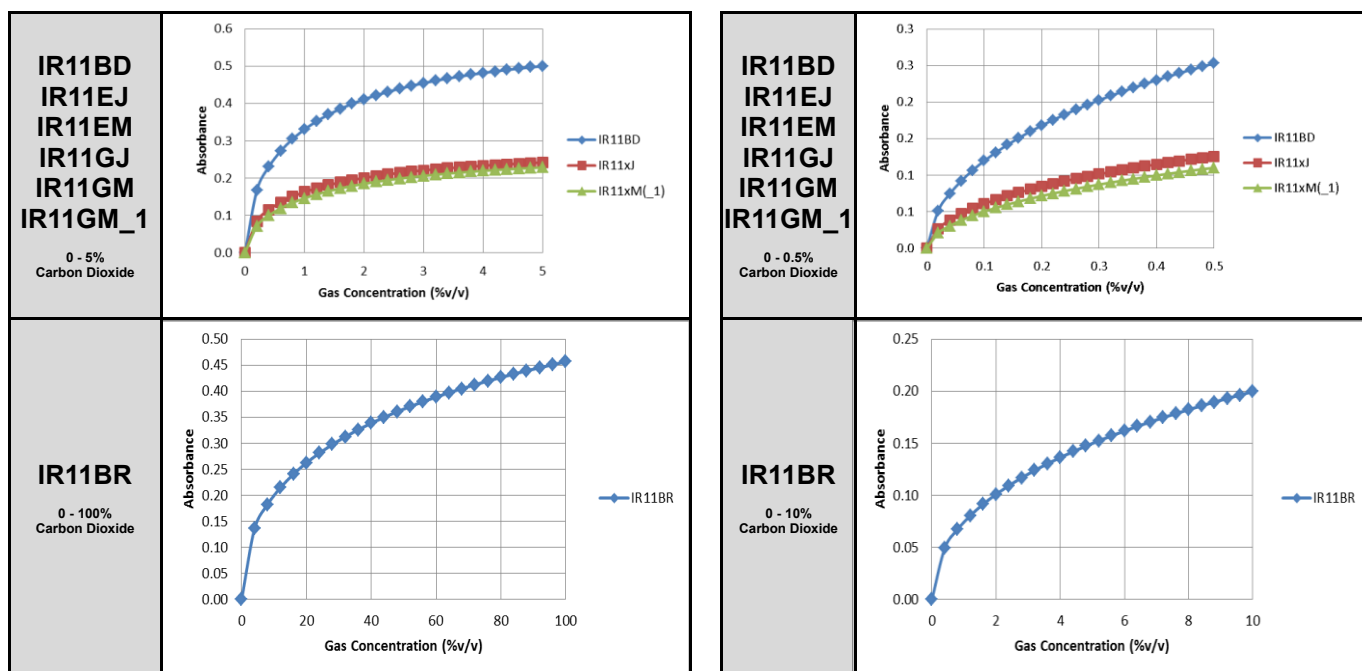 IR11BD
IR11EJ
IR11EM
IR11GJ
IR11GM
IR11GM_1
0 - 5%
Carbon Dioxide
0.6
0.5
0.4
0.3
0.2
0.1
0.0
Absorbance
0 1 2 3 4 5
Gas Concentration (%v/v)
IR11BD
IR11xJ
IR11xM(_1)
IR11BD
IR11EJ
IR11EM
IR11GJ
IR11GM
IR11GM_1
0 - 0.5%
Carbon Dioxide
0.3
0.3
0.2
0.2
0.1
0.1
0.0
Absorbance
0 0.1 0.2 0.3 0.4 0.5
Gas Concentration (%v/v)
IR11BD
IR11xJ
IR11xM(_1)
IR11BR
0 - 100%
Carbon Dioxide
0.50
0.45
0.40
0.35
0.30
0.25
0.20
0.15
0.10
0.05
0.00
Absorbance
0 20 40 60 80 100
Gas Concentration (%v/v)
IR11BR
IR11BR
0 - 10%
Carbon Dioxide
0.25
0.20
0.15
0.10
0.05
0.00
Absorbance
0 2 4 6 8 10
Gas Concentration (%v/v)
IR11BR